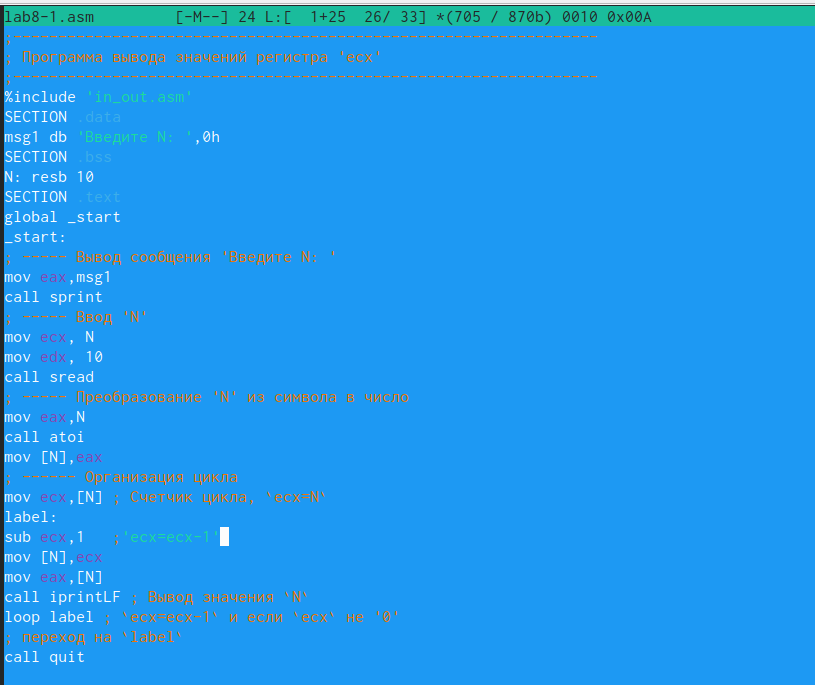 lab8-1.asm         [-M--] 24 L:[  1+25  26/ 33] *(705 / 870b) 0010 0x00A
;-----------------------------------------------------------------
; Программа вывода значений регистра 'ecx'
;-----------------------------------------------------------------
%include 'in_out.asm'
SECTION .data
msg1 db 'Введите N: ',0h
SECTION .bss
N: resb 10
SECTION .text
global _start
_start:
; ----- Вывод сообщения 'Введите N: '
mov eax,msg1
call sprint
; ----- Ввод 'N'
mov ecx, N
mov edx, 10
call sread
; ----- Преобразование 'N' из символа в число
mov eax,N
call atoi
mov [N],eax
; ------ Организация цикла
mov ecx,[N] ; Счетчик цикла, `ecx=N`
label:
sub ecx,1   ;'ecx=ecx-1'
mov [N],ecx
mov eax,[N]
call iprintLF ; Вывод значения `N`
loop label ; `ecx=ecx-1` и если `ecx` не '0'
; переход на `label`
call quit